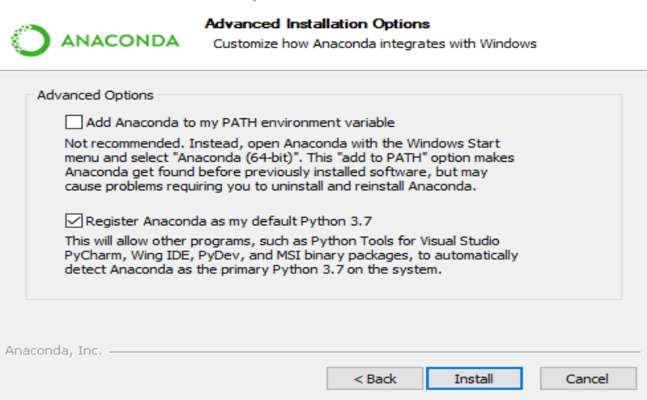 Advanced Installation Options
ANACONDA
Customize how Anaconda integrates with Windows
Advanced Options
Add Anaconda to my PATH environment variable
Not recommended. Instead, open Anaconda with the Windows Start
menu and select "Anaconda (64-bit)". This "add to PATH" option makes
Anaconda get found before previously installed software, but may
cause problems requiring you to uninstall and reinstall Anaconda.
Register Anaconda as my default Python 3.7
This will allow other programs, such as Python Tools for Visual Studio
PyCharm, Wing IDE, PyDev, and MSI binary packages, to automatically
detect Anaconda as the primary Python 3.7 on the system.
Anaconda, Inc.
< Back
Install
Cancel